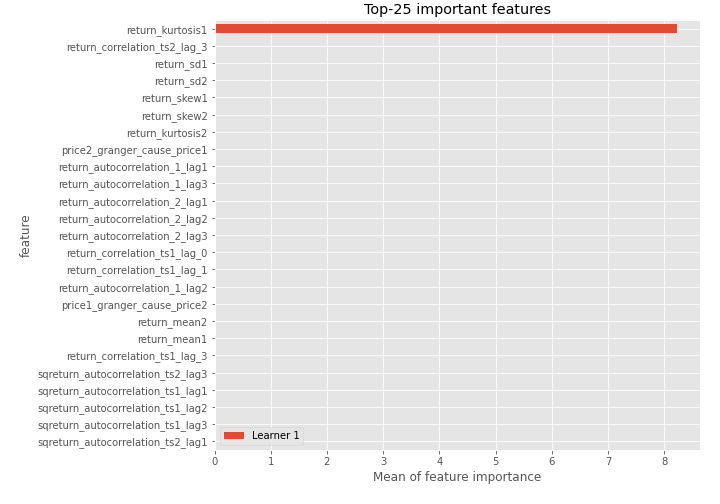 Top-25 important features
return_kurtosis1
return_correlation_ts2_lag_3
return_sd1
return_sd2
return_skew1
return_skew2
return_kurtosis2
price2_granger_cause_price1
return_autocorrelation_1_lag1
return_autocorrelation_1_lag3
return_autocorrelation_2_lag1
return_autocorrelation_2_lag2
return_autocorrelation_2_lag3
return_correlation_ts1_lag_0
return_correlation_ts1_lag_1
return_autocorrelation_1_lag2
price1_granger_cause_price2
return_mean2
return_mean1
return_correlation_ts1_lag_3
sqreturn_autocorrelation_ts2_lag3
sqreturn_autocorrelation_ts1_lag1
sqreturn_autocorrelation_ts1_lag2
sqreturn_autocorrelation_ts1_lag3
sqreturn_autocorrelation_ts2_lag1
feature
Learner 1
0 1 2 3 4 5 6 7 8
Mean of feature importance